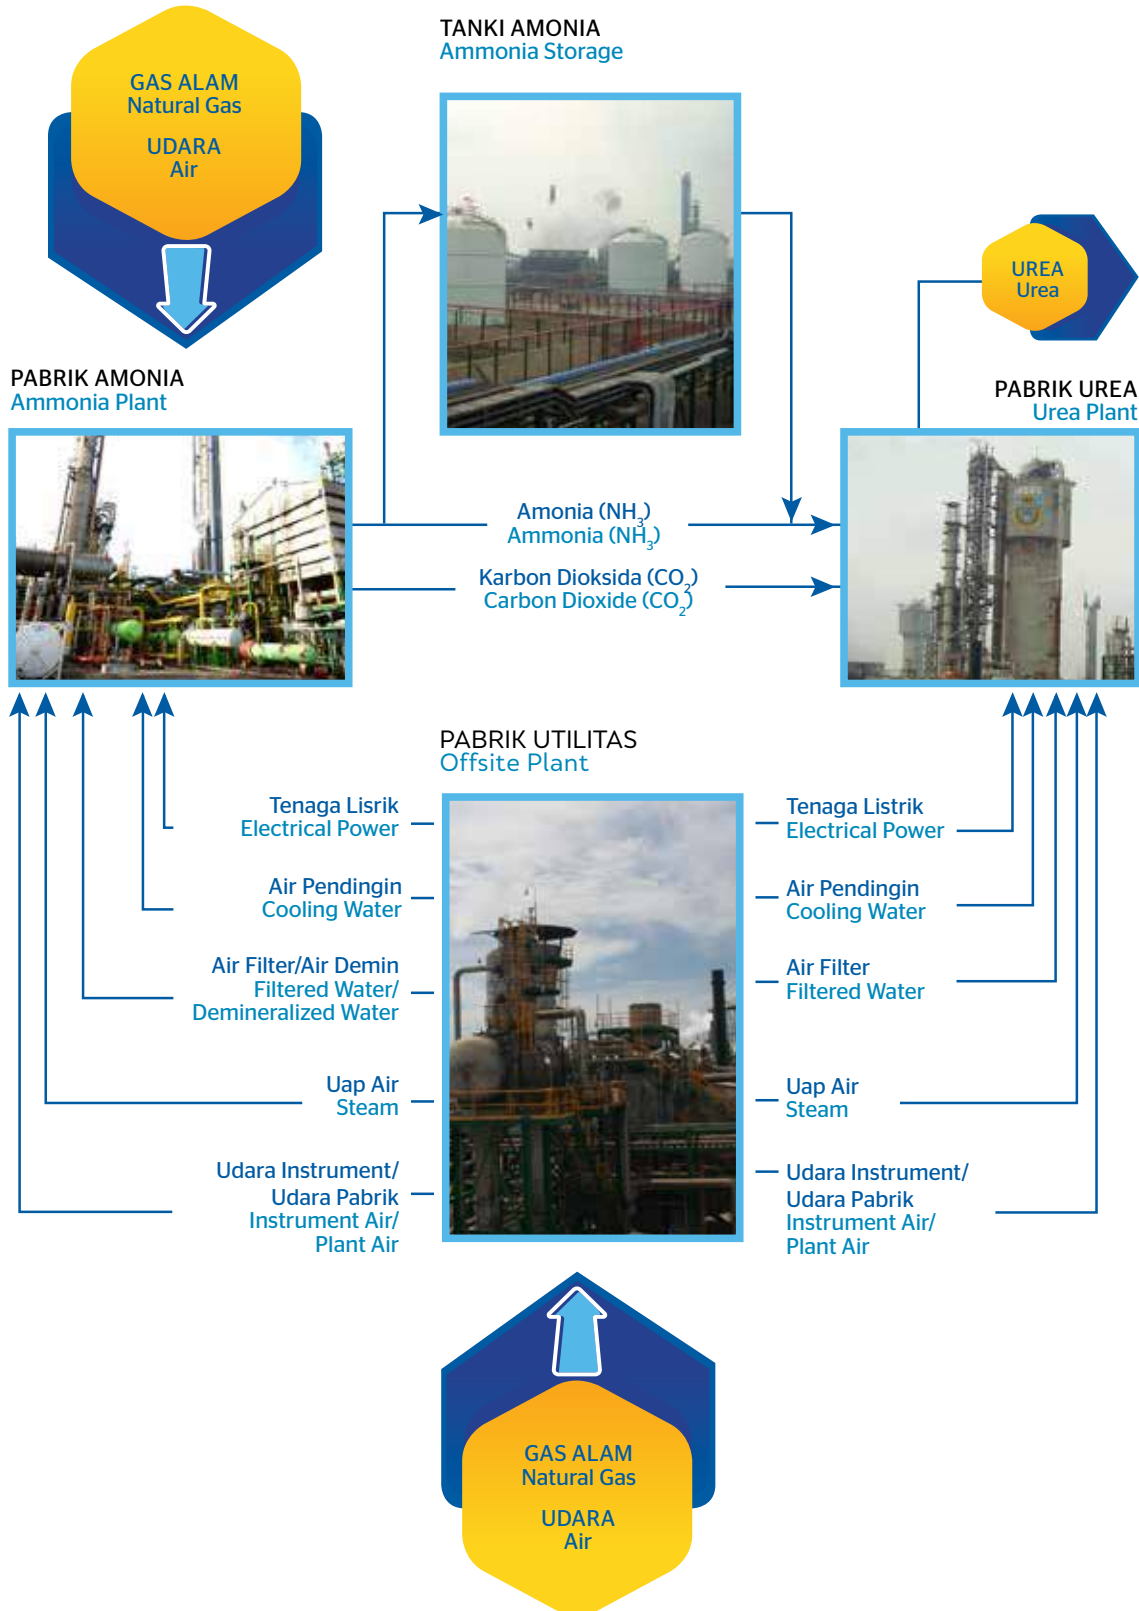 GAS ALAM
Natural Gas
UDARA
Air
TANKI AMONIA
Ammonia Storage
UREA
Urea
PABRIK AMONIA
Ammonia Plant
PABRIK UREA
Urea Plant
Amonia (NH₃)
Ammonia (NH₃)
Karbon Dioksida (CO₂)
Carbon Dioxide (CO₂)
PABRIK UTILITAS
Offsite Plant
Tenaga Lisrik
Electrical Power
Air Pendingin
Cooling Water
Air Filter/Air Demin
Filtered Water/
Demineralized Water
Uap Air
Steam
Udara Instrument/
Udara Pabrik
Instrument Air/
Plant Air
Tenaga Listrik
Electrical Power
Air Pendingin
Cooling Water
Air Filter
Filtered Water
Uap Air
Steam
Udara Instrument/
Udara Pabrik
Instrument Air/
Plant Air
GAS ALAM
Natural Gas
UDARA
Air